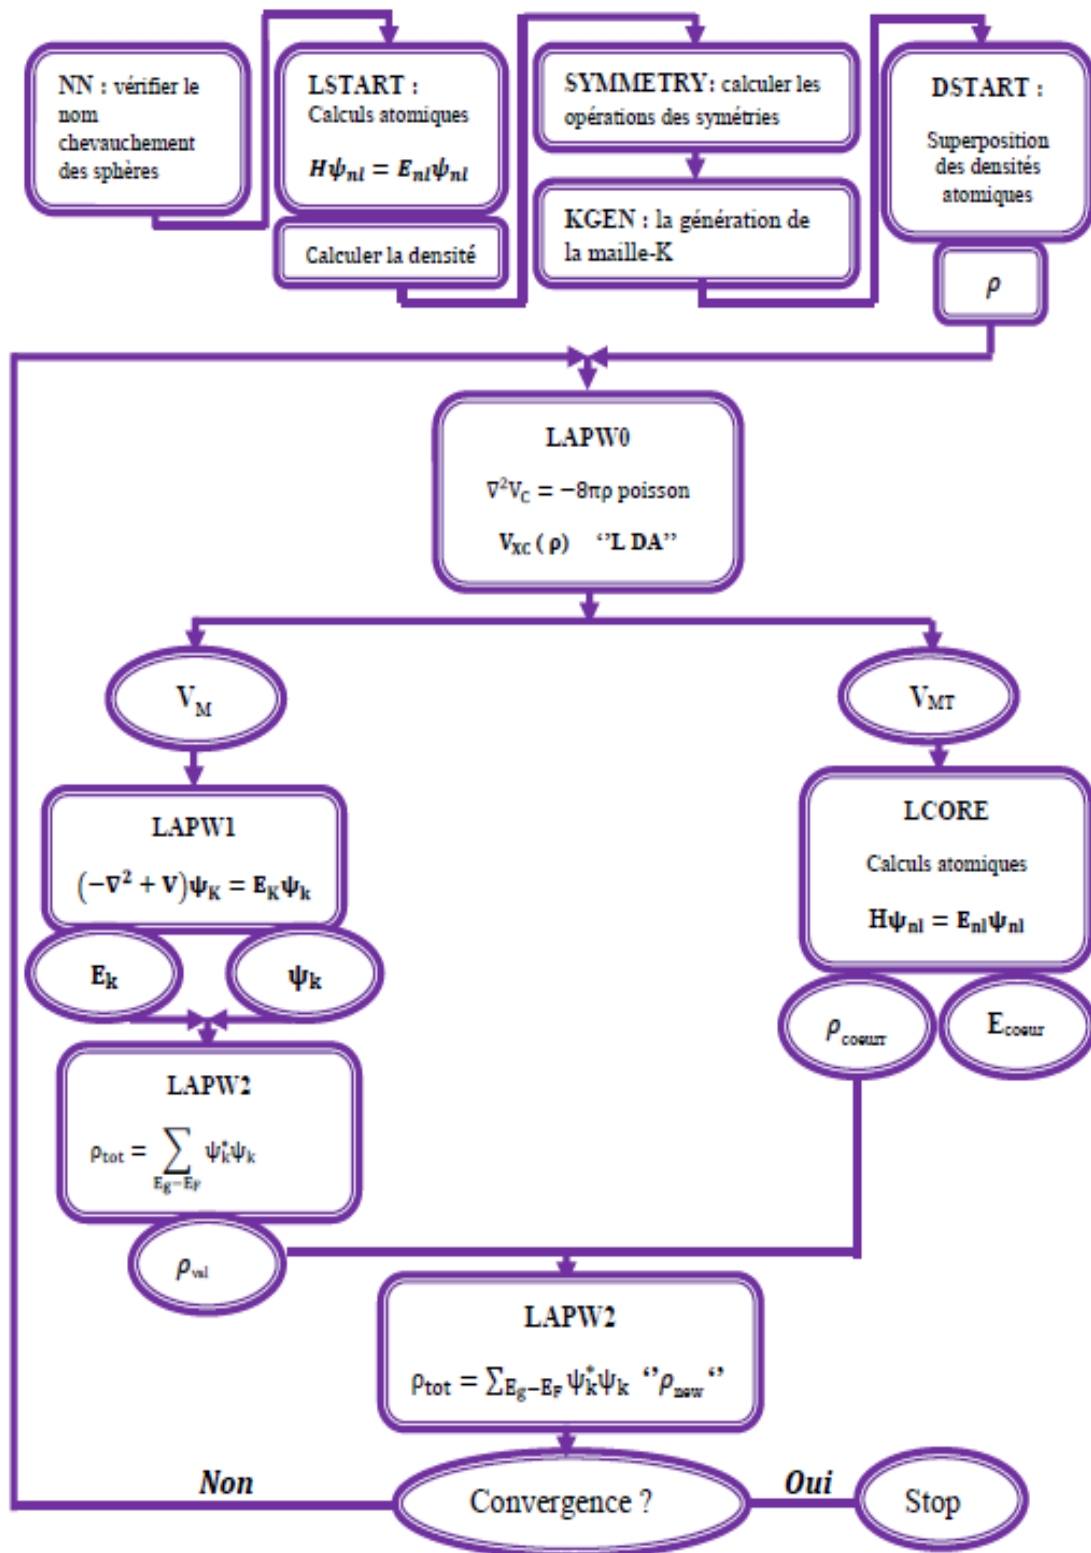 NN : vérifier le
nom
chevauchement
des sphères
LSTART :
Calculs atomiques
Hψnl = Enlψnl
Calculer la densité
SYMMETRY: calculer les
opérations des symétries
KGEN : la génération de
la maille-K
DSTART :
Superposition
des densités
atomiques
ρ
LAPW0
∇²VC = −8πρ poisson
VXC ( ρ) ‘’L DA’’
VM
VMT
LAPW1
(−∇² + V)ψK = EKψk
Ek
ψk
LCORE
Calculs atomiques
Hψnl = Enlψnl
ρcoeur
Ecoeur
LAPW2
ρtot = ∑ ψk*ψk
Eg−EF
ρval
LAPW2
ρtot = ∑Eg−EF ψk*ψk ‘’ρnew ‘’
Non
Convergence ?
Oui
Stop